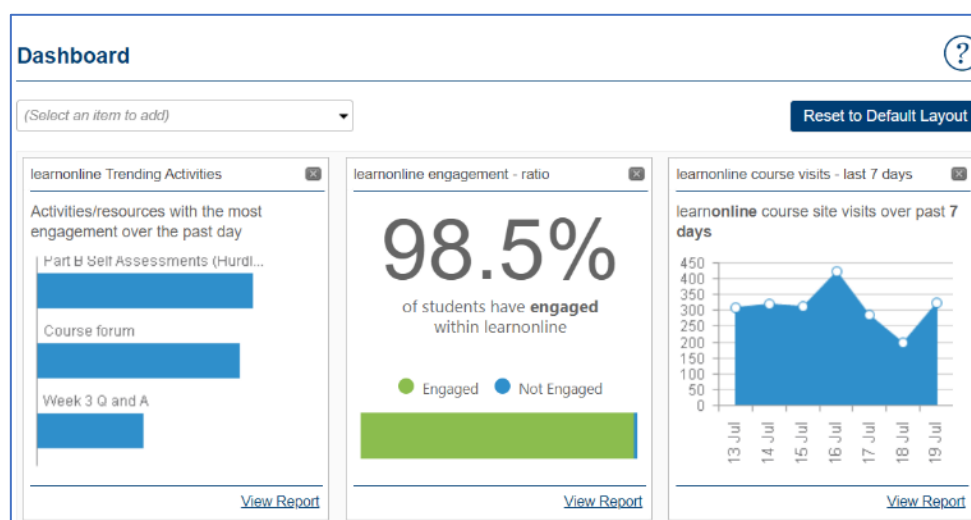 Dashboard
?
(Select an item to add)
Reset to Default Layout
learnonline Trending Activities
Activities/resources with the most
engagement over the past day
Part B Self Assessments (Hurdl...
Course forum
Week 3 Q and A
View Report
learnonline engagement - ratio
98.5%
of students have engaged
within learnonline
Engaged
Not Engaged
View Report
learnonline course visits - last 7 days
learnonline course site visits over past 7
days
450
400
350
300
250
200
150
100
50
0
13 Jul
14 Jul
15 Jul
16 Jul
17 Jul
18 Jul
19 Jul
View Report